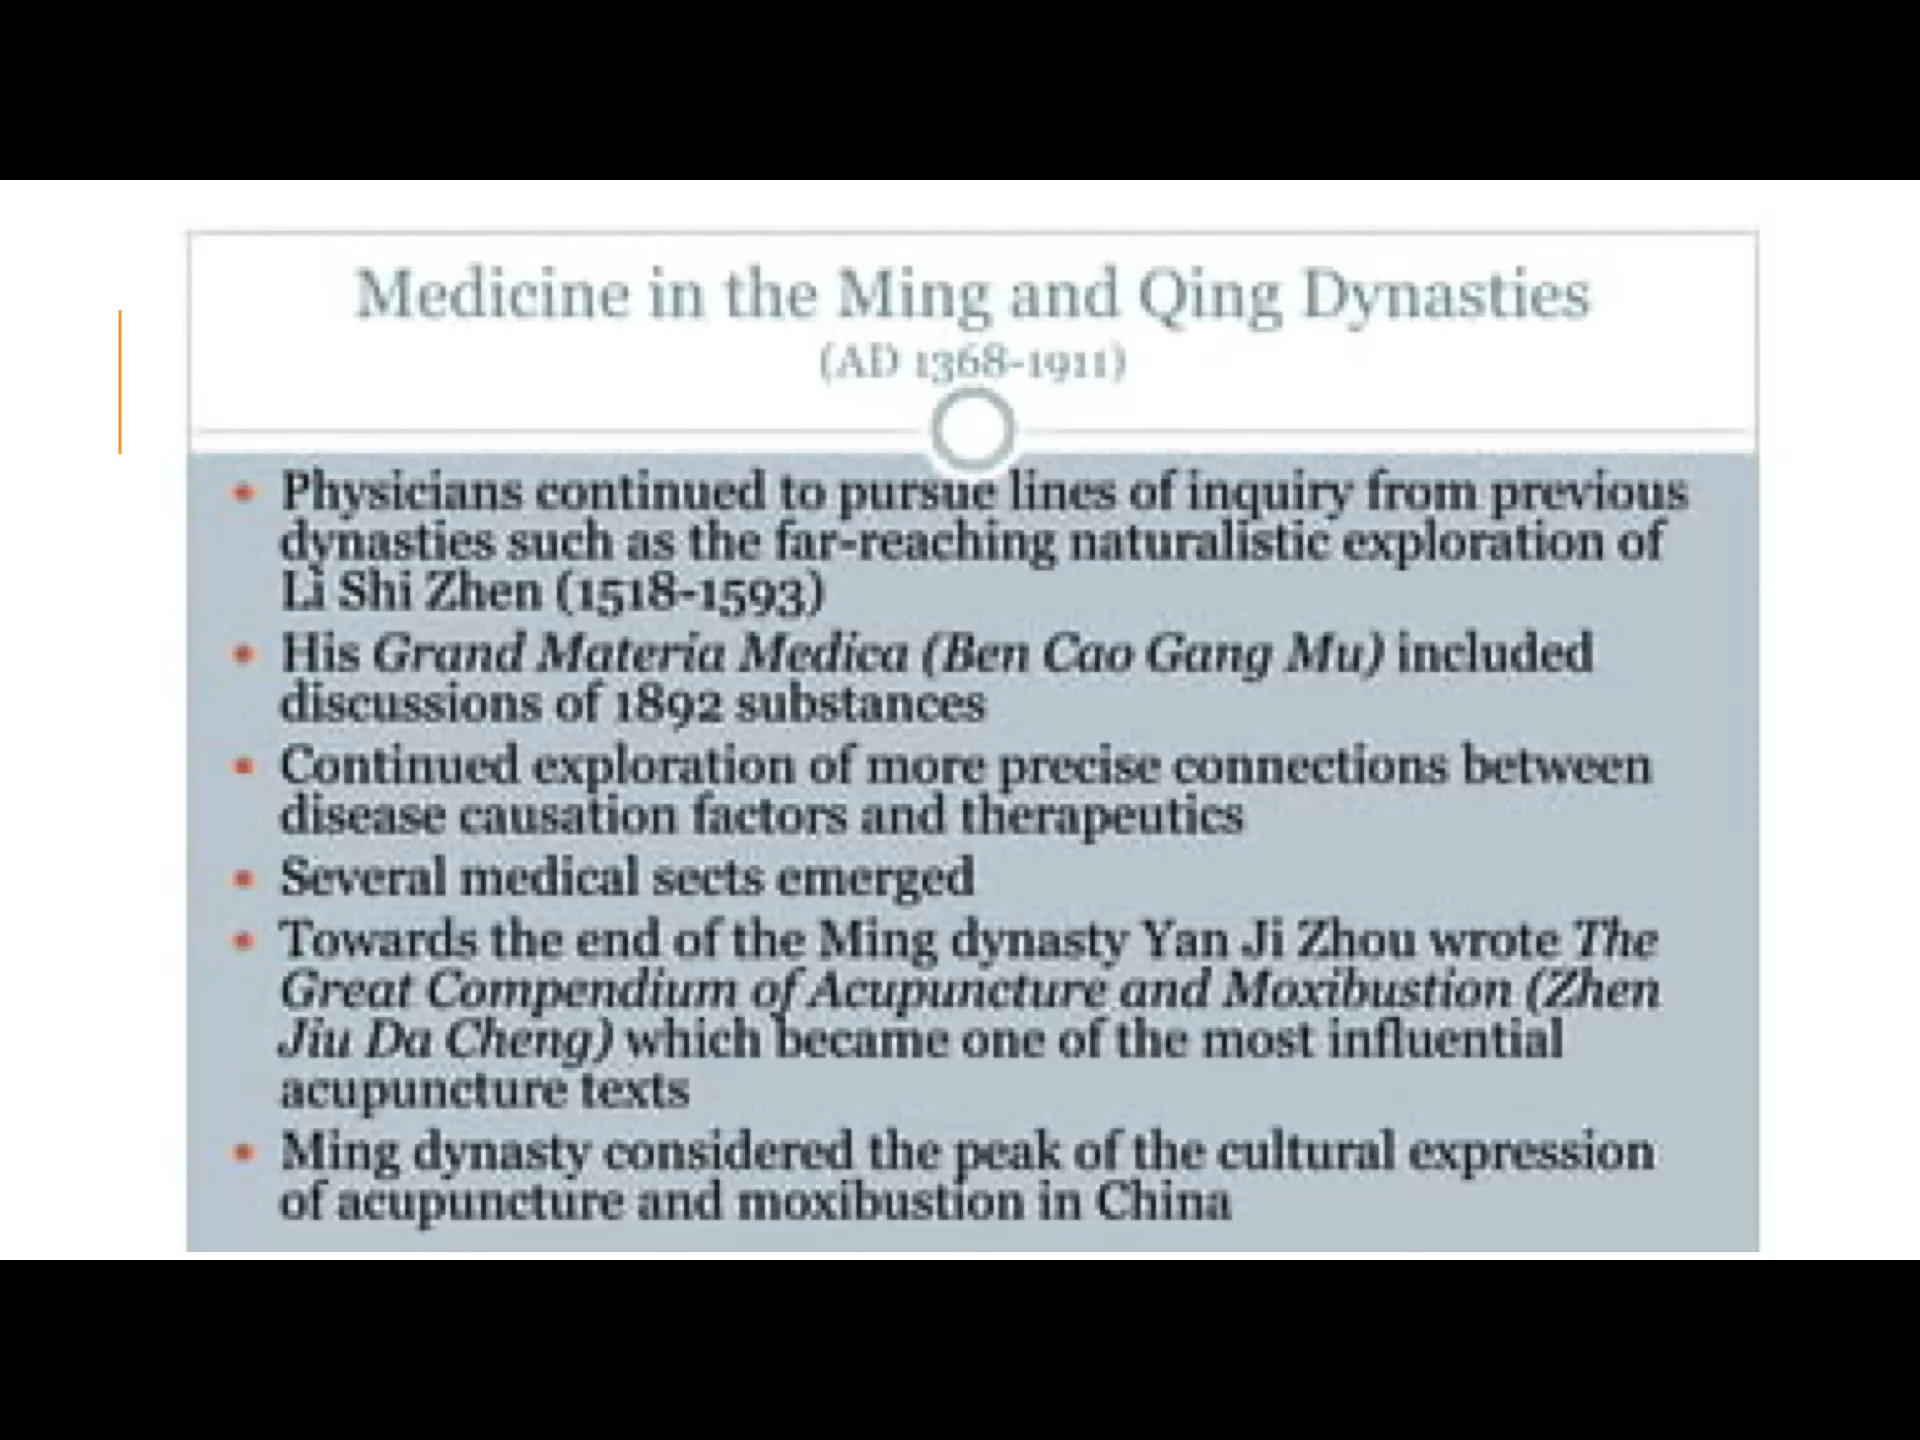 Medicine in the Ming and Qing Dynasties
(AD 1368-1911)
• Physicians continued to pursue lines of inquiry from previous
dynasties such as the far-reaching naturalistic exploration of
Li Shi Zhen (1518-1593)
• His Grand Materia Medica (Ben Cao Gang Mu) included
discussions of 1892 substances
• Continued exploration of more precise connections between
disease causation factors and therapeutics
• Several medical sects emerged
• Towards the end of the Ming dynasty Yan Ji Zhou wrote The
Great Compendium of Acupuncture and Moxibustion (Zhen
Jiu Da Cheng) which became one of the most influential
acupuncture texts
• Ming dynasty considered the peak of the cultural expression
of acupuncture and moxibustion in China